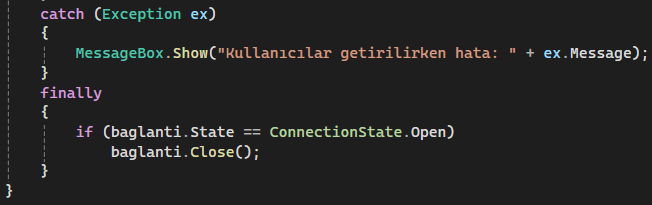 catch (Exception ex)
{
MessageBox.Show("Kullanıcılar getirilirken hata: " + ex.Message);
}
finally
{
if (baglanti.State == ConnectionState.Open)
baglanti.Close();
}
}